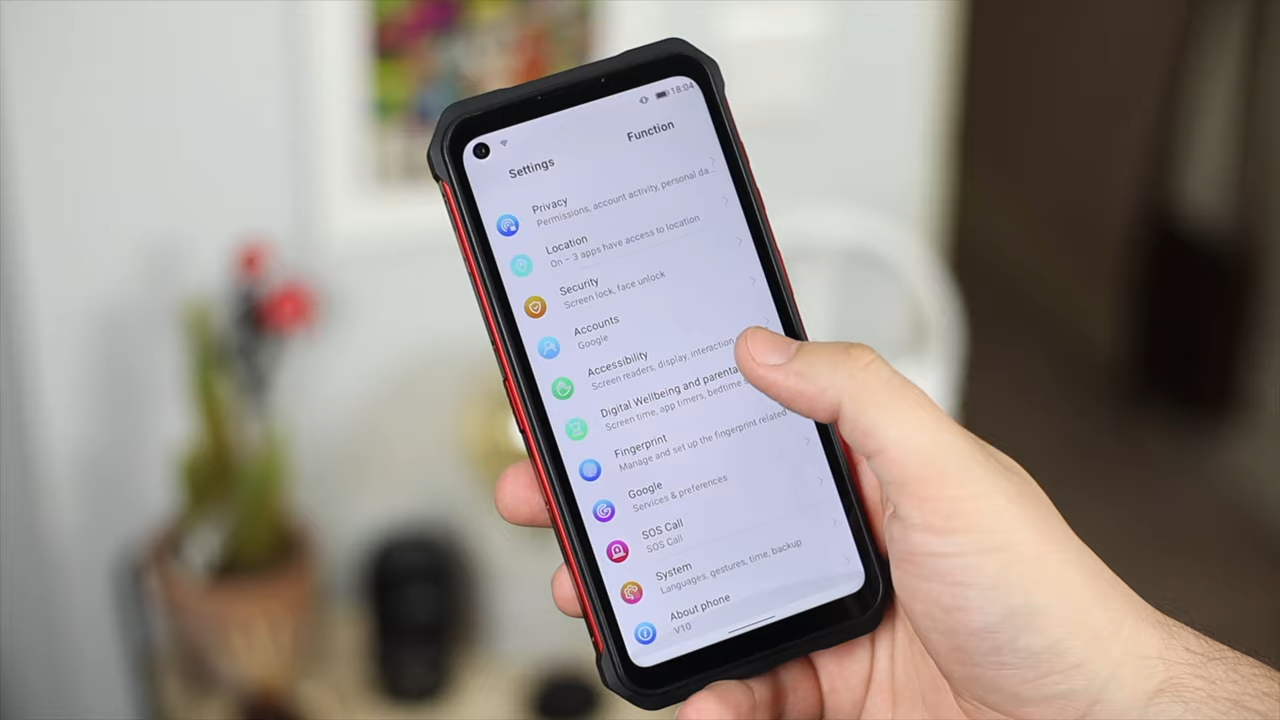 18:04
Settings
Function
Privacy
Permissions, account activity, personal da...
Location
On – 3 apps have access to location
Security
Screen lock, face unlock
Accounts
Google
Accessibility
Screen readers, display, interaction
Digital Wellbeing and parenta
Screen time, app timers, bedtime s
Fingerprint
Manage and set up the fingerprint related
Google
Services & preferences
SOS Call
SOS Call
System
Languages, gestures, time, backup
About phone
V10